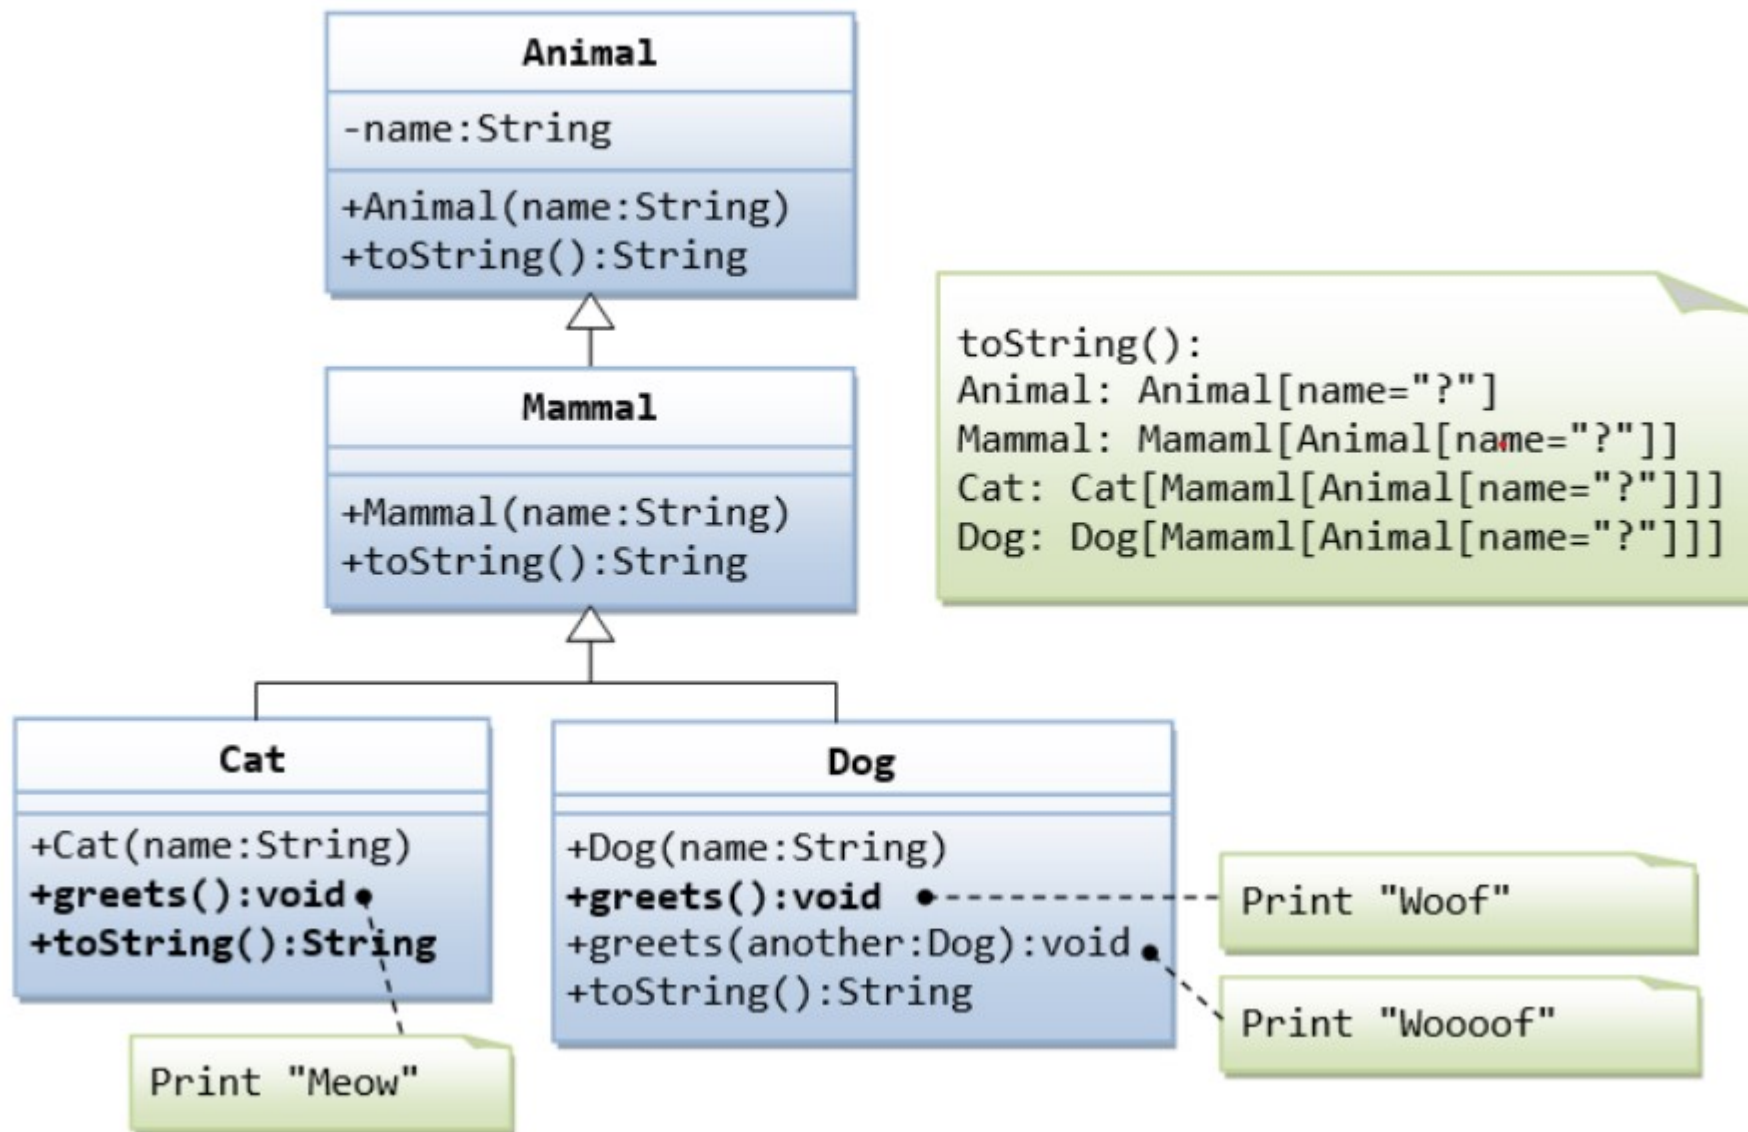 Animal
-name:String
+Animal(name:String)
+toString():String
toString():
Animal: Animal[name="?"]
Mammal: Mamaml[Animal[name="?"]]
Cat: Cat[Mamaml[Animal[name="?"]]]
Dog: Dog[Mamaml[Animal[name="?"]]]
Mammal
+Mammal(name:String)
+toString():String
Cat
+Cat(name:String)
+greets():void
+toString():String
Print "Meow"
Dog
+Dog(name:String)
+greets():void
+greets(another:Dog):void
+toString():String
Print "Woof"
Print "Woooof"